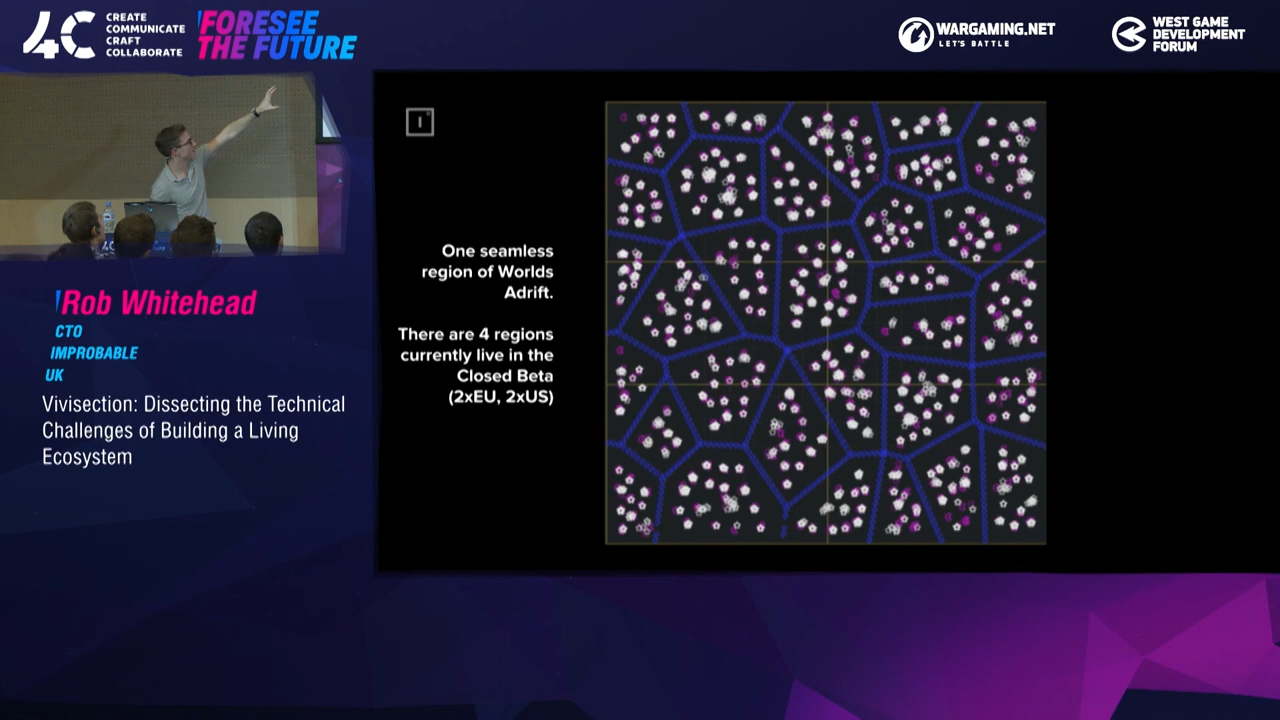 4C
CREATE
COMMUNICATE
CRAFT
COLLABORATE
FORESEE
THE FUTURE
WARGAMING.NET
LET'S BATTLE
WEST GAME
DEVELOPMENT
FORUM
Rob Whitehead
CTO
IMPROBABLE
UK
Vivisection: Dissecting the Technical
Challenges of Building a Living
Ecosystem
I
One seamless
region of Worlds
Adrift.
There are 4 regions
currently live in the
Closed Beta
(2xEU, 2xUS)
4C